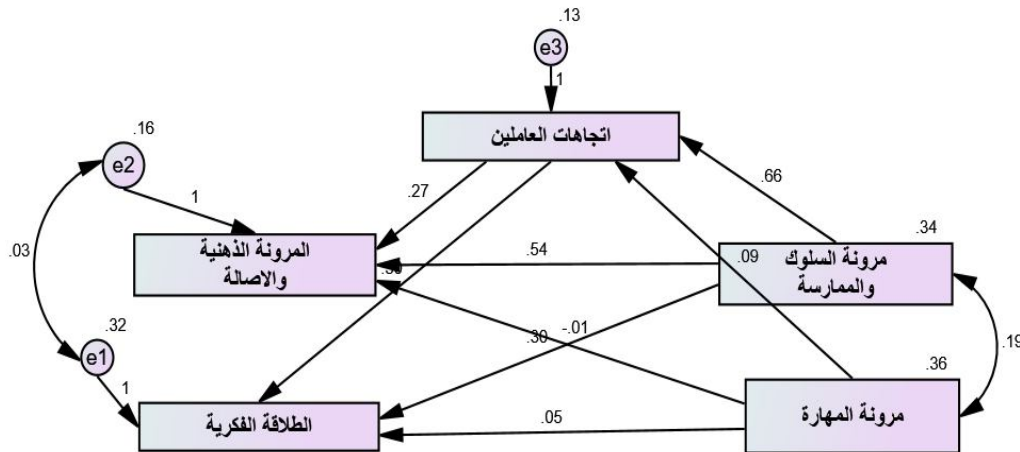 .13
e3
1
اتجاهات العاملين
.16
e2
.66
.27
1
.34
المرونة الذهنية
والاصالة
مرونة السلوك
والممارسة
.54
.09
.03
.32
.30
-.01
.19
e1
.36
1
مرونة المهارة
الطلاقة الفكرية
.05